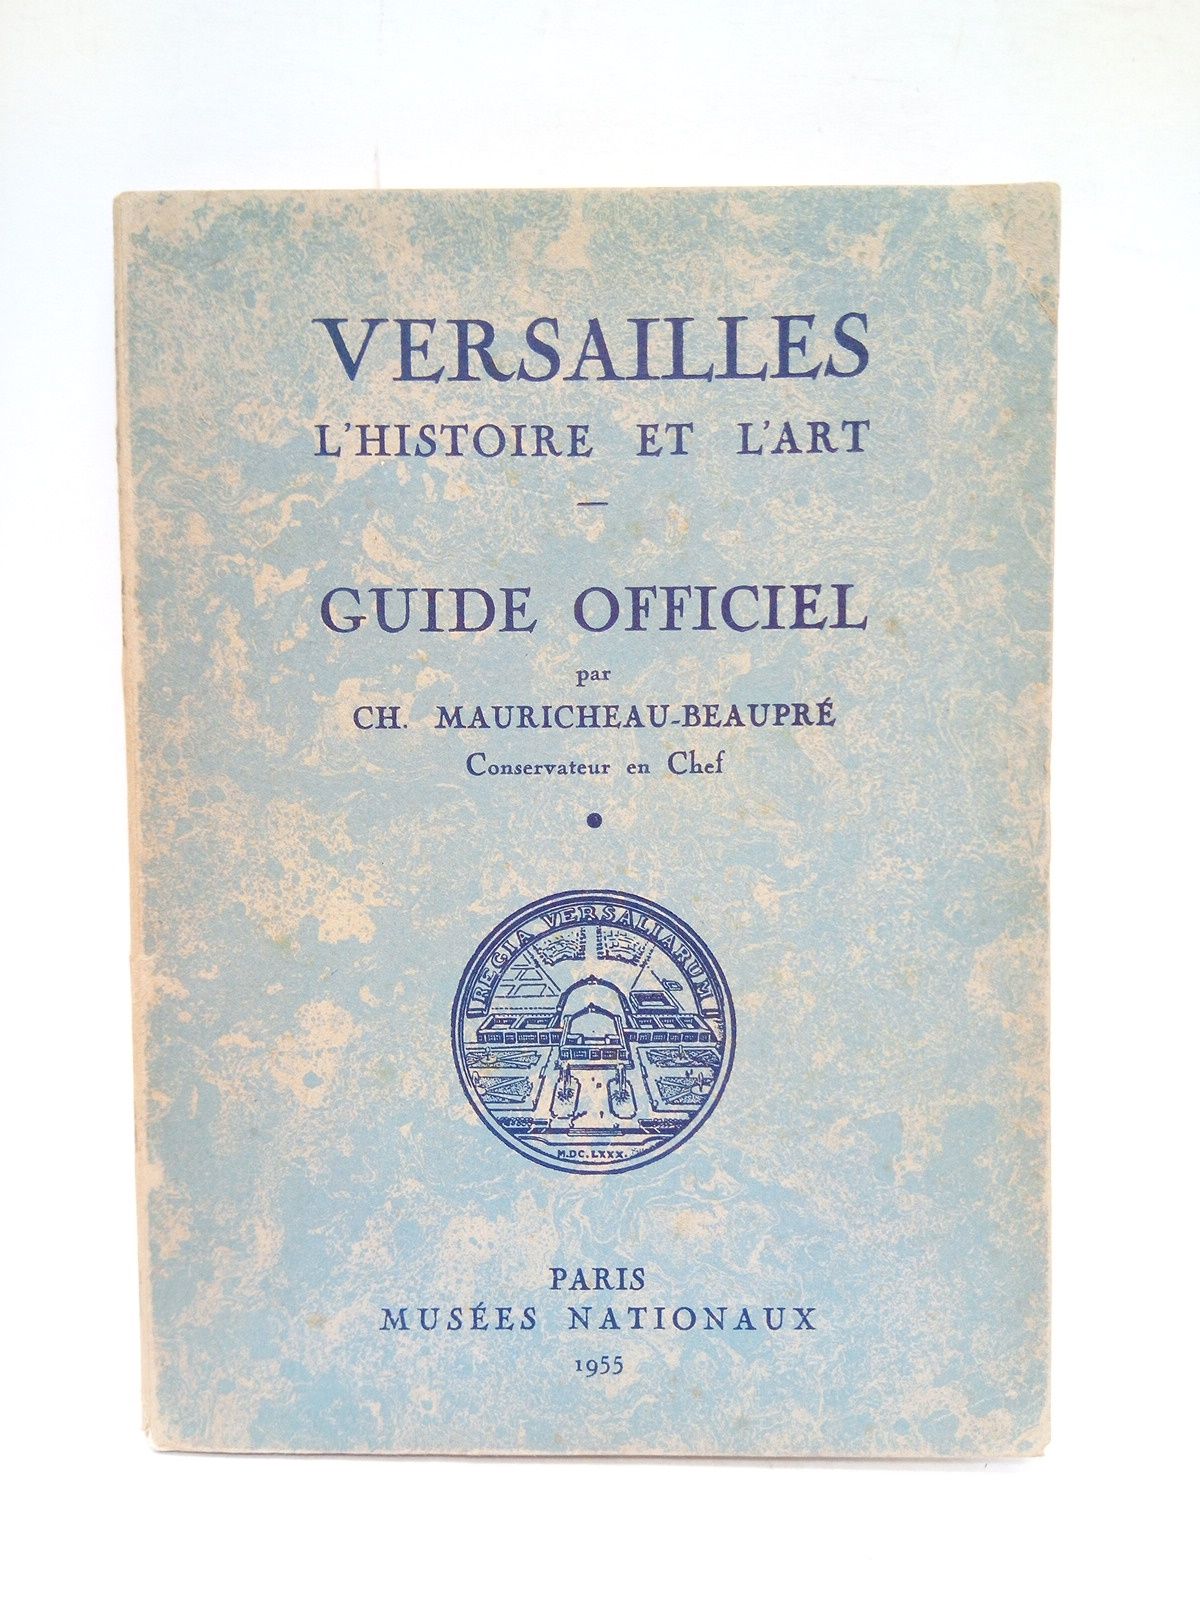 VERSAILLES
L'HISTOIRE ET L'ART
GUIDE OFFICIEL
par
CH. MAURICHEAU-BEAUPRÉ
Conservateur en Chef
REGIA VERSALIARUM
M.DC.LXXX.
PARIS
MUSÉES NATIONAUX
1955